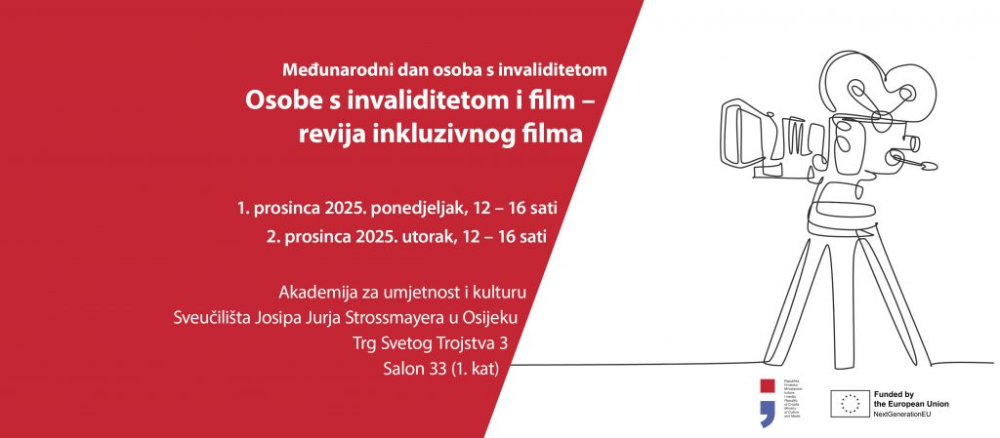 Međunarodni dan osoba s invaliditetom
Osobe s invaliditetom i film –
revija inkluzivnog filma
1. prosinca 2025. ponedjeljak, 12 – 16 sati
2. prosinca 2025. utorak, 12 – 16 sati
Akademija za umjetnost i kulturu
Sveučilišta Josipa Jurja Strossmayera u Osijeku
Trg Svetog Trojstva 3
Salon 33 (1. kat)
Republika
Hrvatska
Ministarstvo
kulture
i medija
Republic
of Croatia
Ministry
of Culture
and Media
Funded by
the European Union
NextGenerationEU